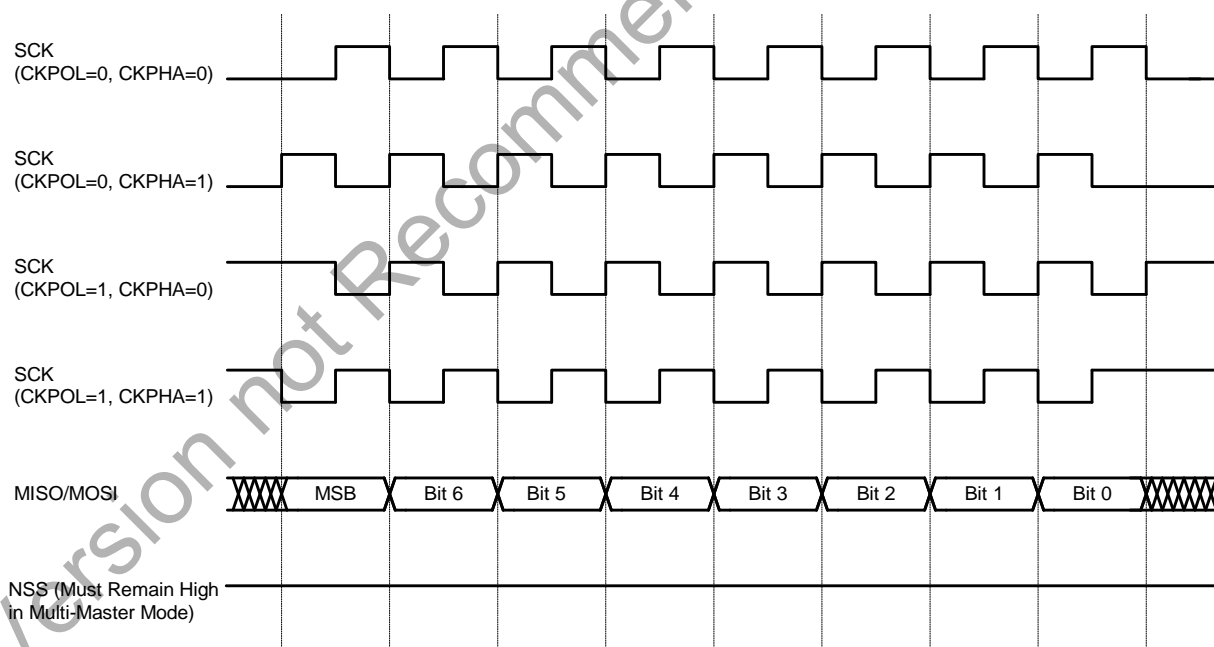 SCK
(CKPOL=0, CKPHA=0)
SCK
(CKPOL=0, CKPHA=1)
SCK
(CKPOL=1, CKPHA=0)
SCK
(CKPOL=1, CKPHA=1)
MISO/MOSI
MSB
Bit 6
Bit 5
Bit 4
Bit 3
Bit 2
Bit 1
Bit 0
NSS (Must Remain High
in Multi-Master Mode)
not